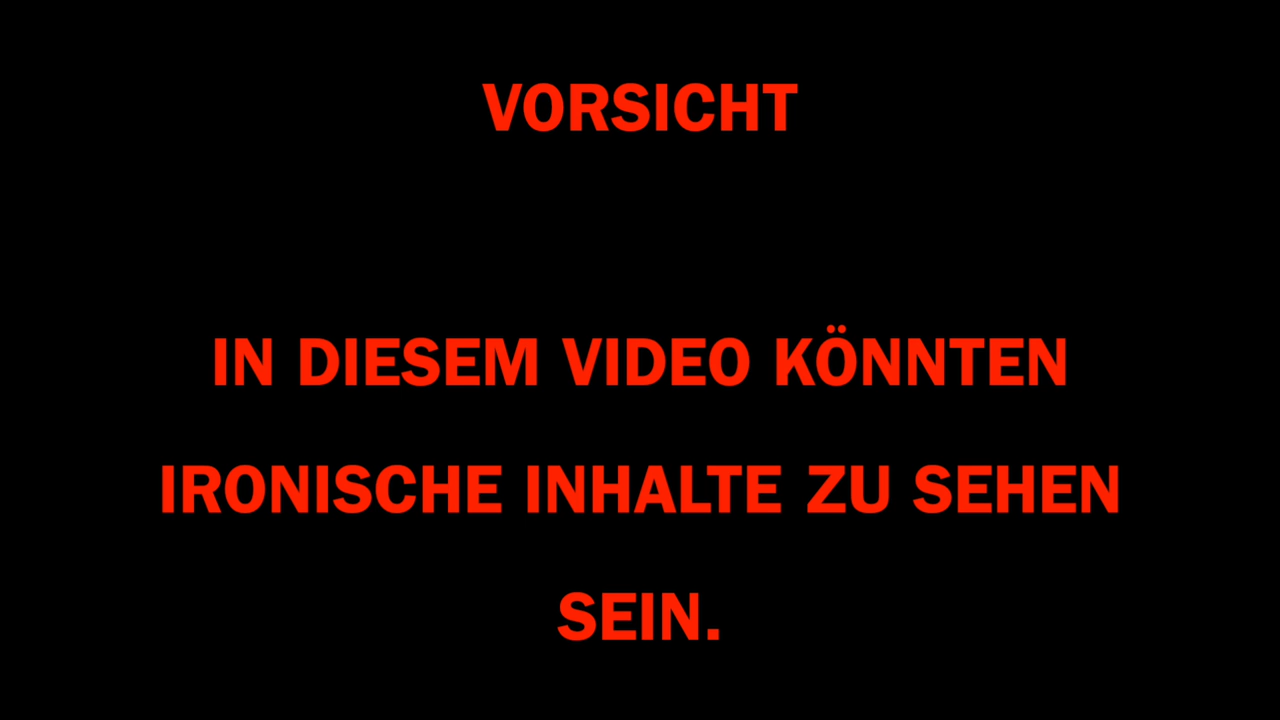 VORSICHT
IN DIESEM VIDEO KÖNNTEN
IRONISCHE INHALTE ZU SEHEN
SEIN.